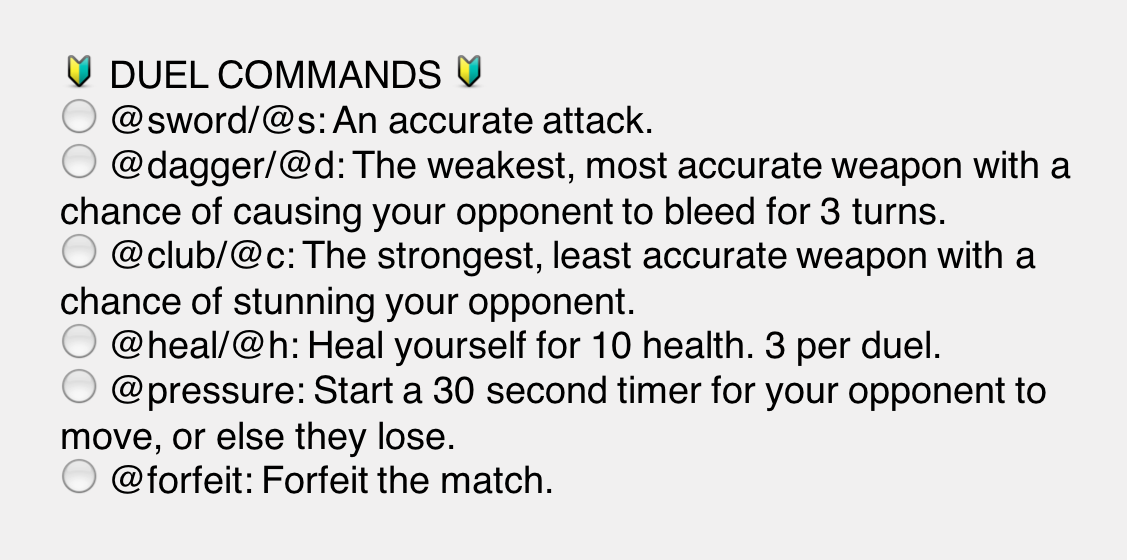 🔰 DUEL COMMANDS 🔰
⚪ @sword/@s: An accurate attack.
⚪ @dagger/@d: The weakest, most accurate weapon with a
chance of causing your opponent to bleed for 3 turns.
⚪ @club/@c: The strongest, least accurate weapon with a
chance of stunning your opponent.
⚪ @heal/@h: Heal yourself for 10 health. 3 per duel.
⚪ @pressure: Start a 30 second timer for your opponent to
move, or else they lose.
⚪ @forfeit: Forfeit the match.